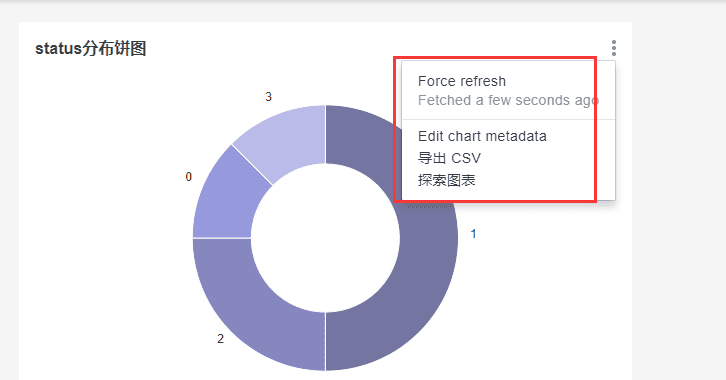 status分布饼图
Force refresh
Fetched a few seconds ago
Edit chart metadata
导出 CSV
探索图表
3
0
1
2